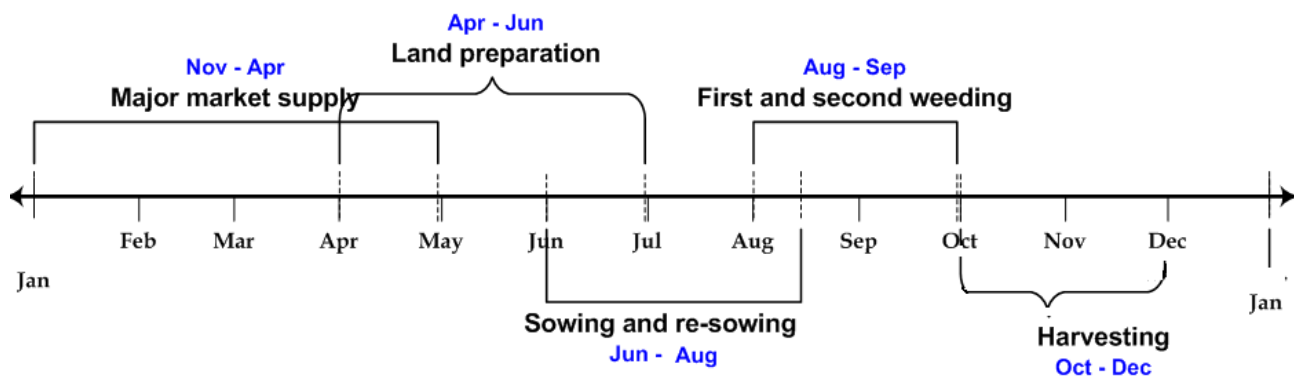 Apr - Jun
Land preparation
Nov - Apr
Major market supply
Aug - Sep
First and second weeding
Feb Mar Apr May Jun Jul Aug Sep Oct Nov Dec
Jan Jan
Sowing and re-sowing
Jun - Aug
Harvesting
Oct - Dec